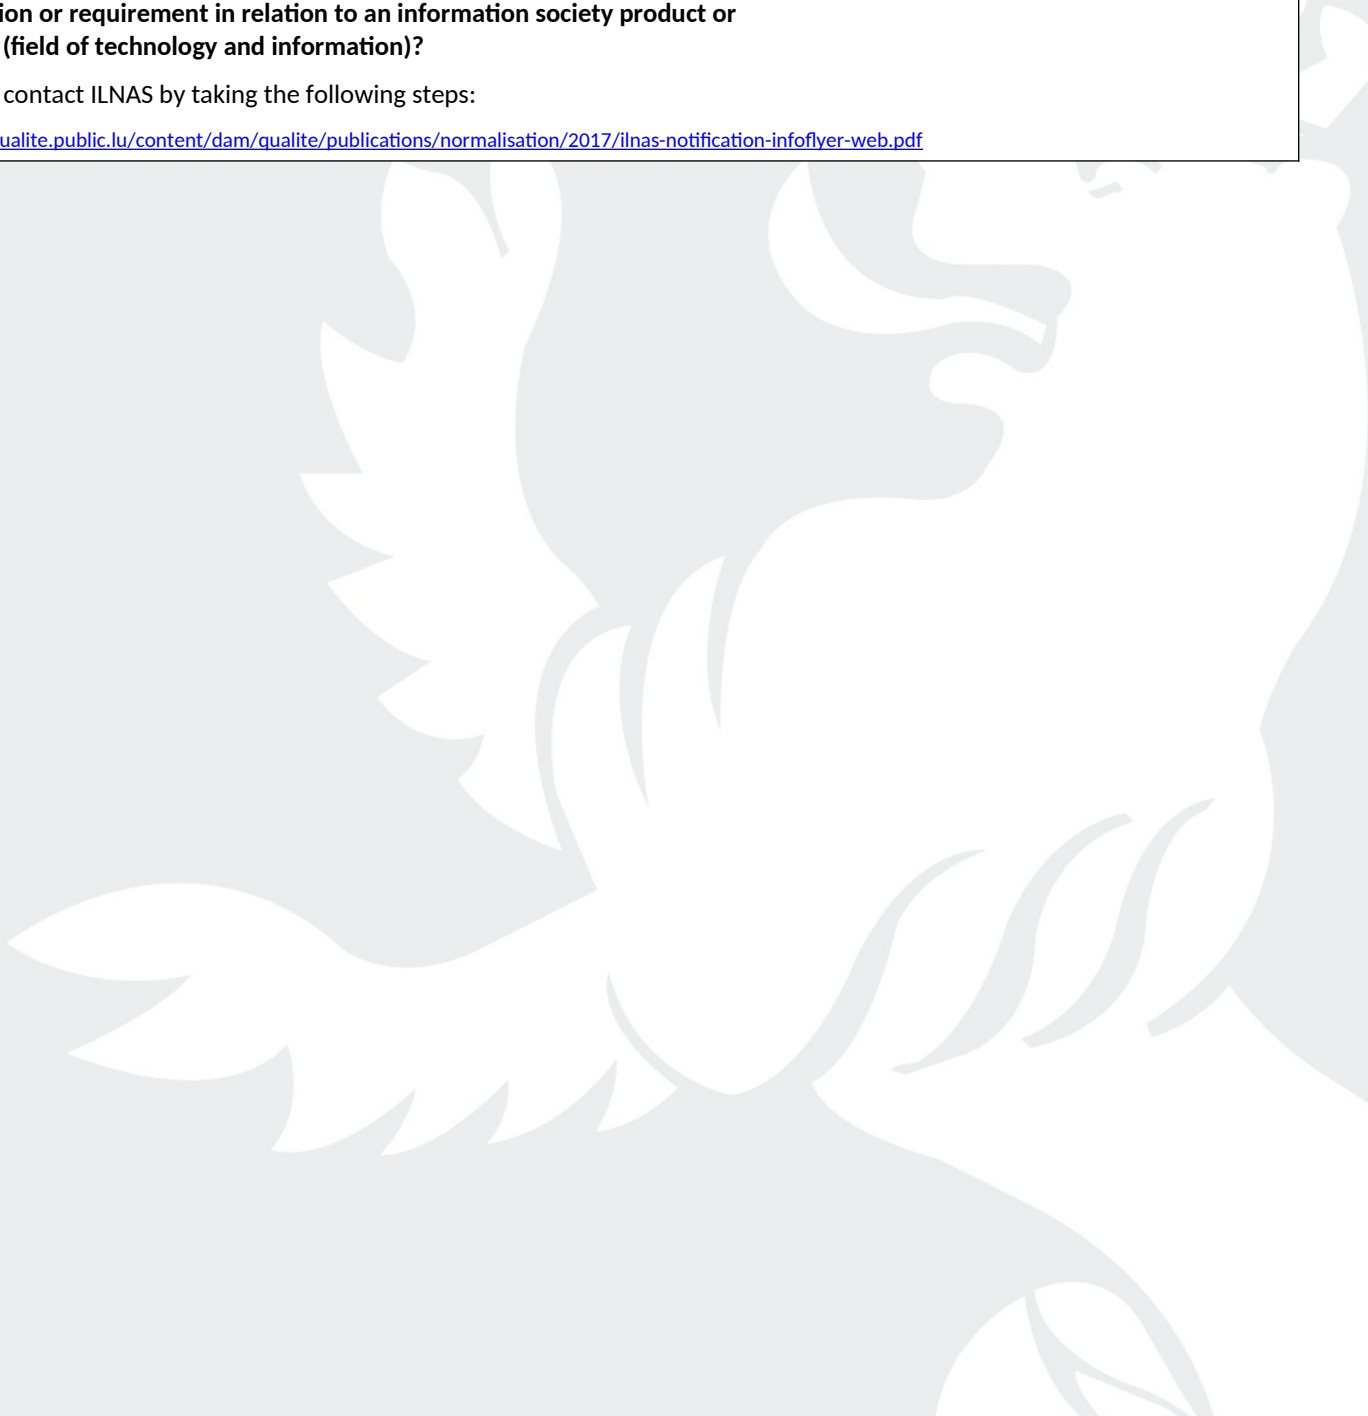 ion or requirement in relation to an information society product or
(field of technology and information)?
contact ILNAS by taking the following steps:
ualite.public.lu/content/dam/qualite/publications/normalisation/2017/ilnas-notification-infoflyer-web.pdf